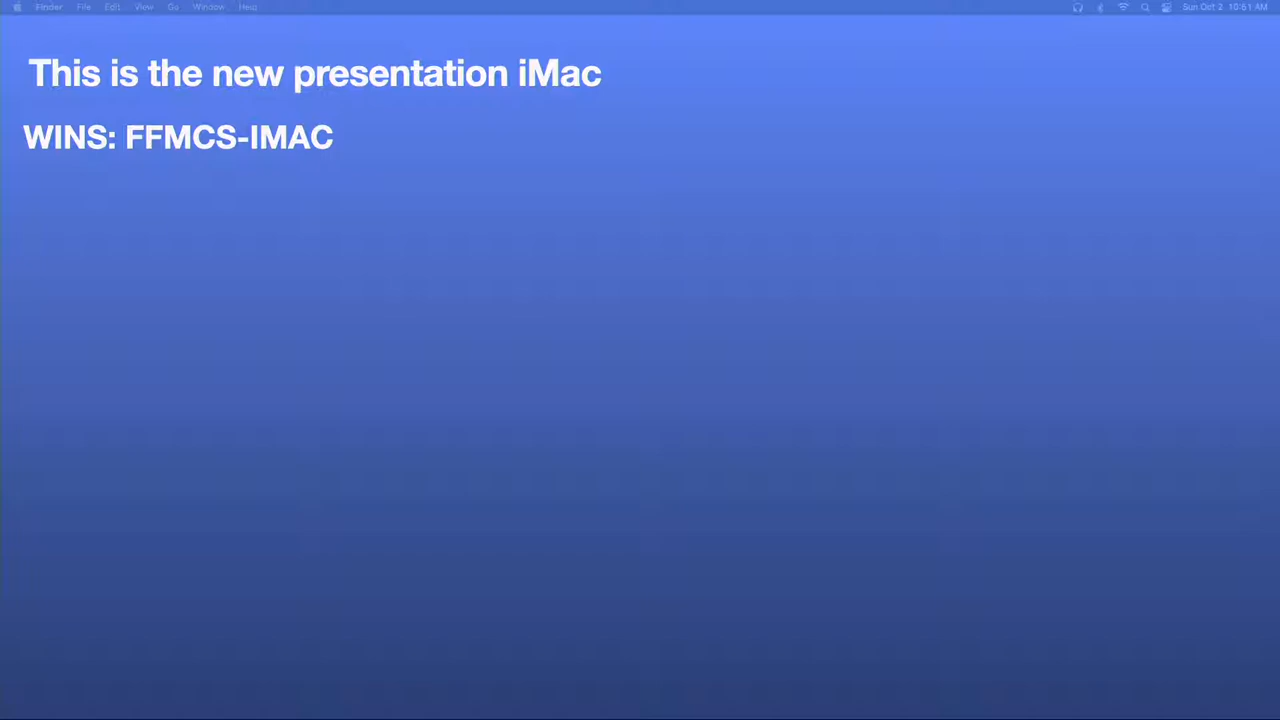 Finder File Edit View Go Window Help Sun Oct 2 10:51 AM
This is the new presentation iMac
WINS: FFMCS-IMAC